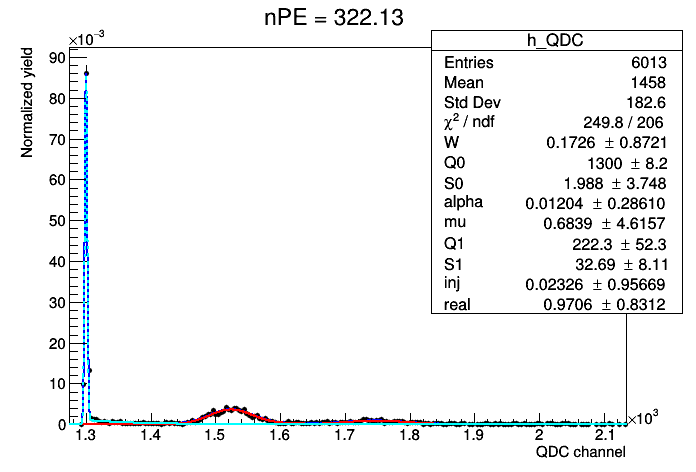 nPE = 322.13
h_QDC
Entries 6013
Mean 1458
Std Dev 182.6
χ² / ndf 249.8 / 206
W 0.1726 ± 0.8721
Q0 1300 ± 8.2
S0 1.988 ± 3.748
alpha 0.01204 ± 0.28610
mu 0.6839 ± 4.6157
Q1 222.3 ± 52.3
S1 32.69 ± 8.11
inj 0.02326 ± 0.95669
real 0.9706 ± 0.8312
×10⁻³
Normalized yield
90
80
70
60
50
40
30
20
10
0
1.3 1.4 1.5 1.6 1.7 1.8 1.9 2 2.1
×10³
QDC channel